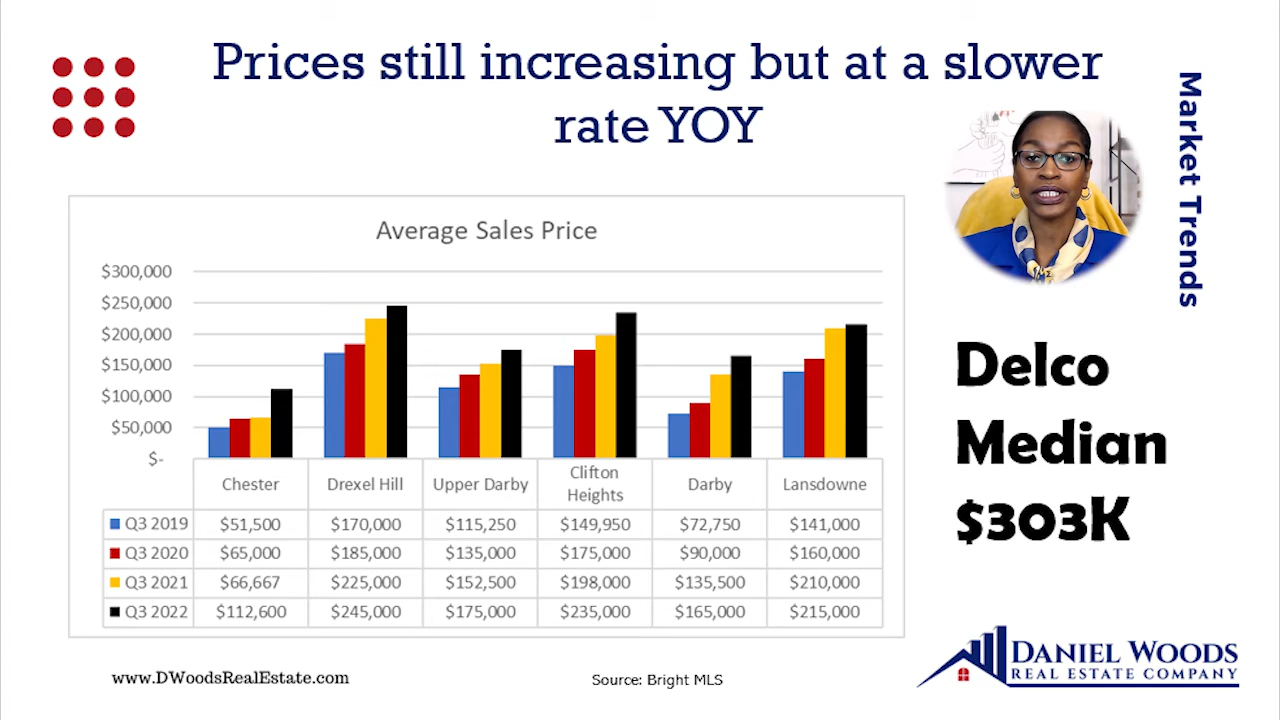 Prices still increasing but at a slower
rate YOY
Market Trends
Average Sales Price
$300,000
$250,000
$200,000
$150,000
$100,000
$50,000
$-
Chester Drexel Hill Upper Darby Clifton Heights Darby Lansdowne
Q3 2019 $51,500 $170,000 $115,250 $149,950 $72,750 $141,000
Q3 2020 $65,000 $185,000 $135,000 $175,000 $90,000 $160,000
Q3 2021 $66,667 $225,000 $152,500 $198,000 $135,500 $210,000
Q3 2022 $112,600 $245,000 $175,000 $235,000 $165,000 $215,000
Delco
Median
$303K
www.DWoodsRealEstate.com
Source: Bright MLS
DANIEL WOODS
REAL ESTATE COMPANY